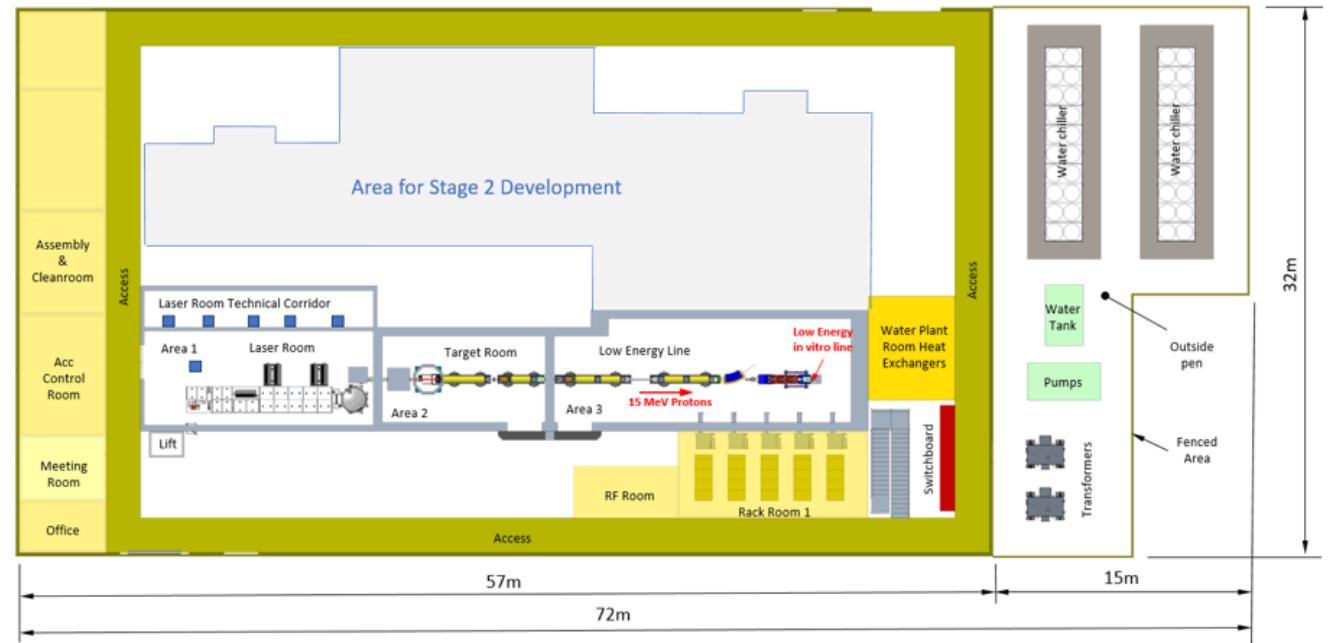 Area for Stage 2 Development
Water chiller
Water chiller
Assembly
&
Cleanroom
Access
Access
32m
Laser Room Technical Corridor
Water
Tank
Outside
pen
Area 1
Laser Room
Target Room
Low Energy Line
Low Energy
in vitro line
Water Plant
Room Heat
Exchangers
Acc
Control
Room
Pumps
Area 2
Area 3
15 MeV Protons
Lift
Fenced
Area
Meeting
Room
RF Room
Rack Room 1
Switchboard
Transformers
Office
Access
57m
15m
72m